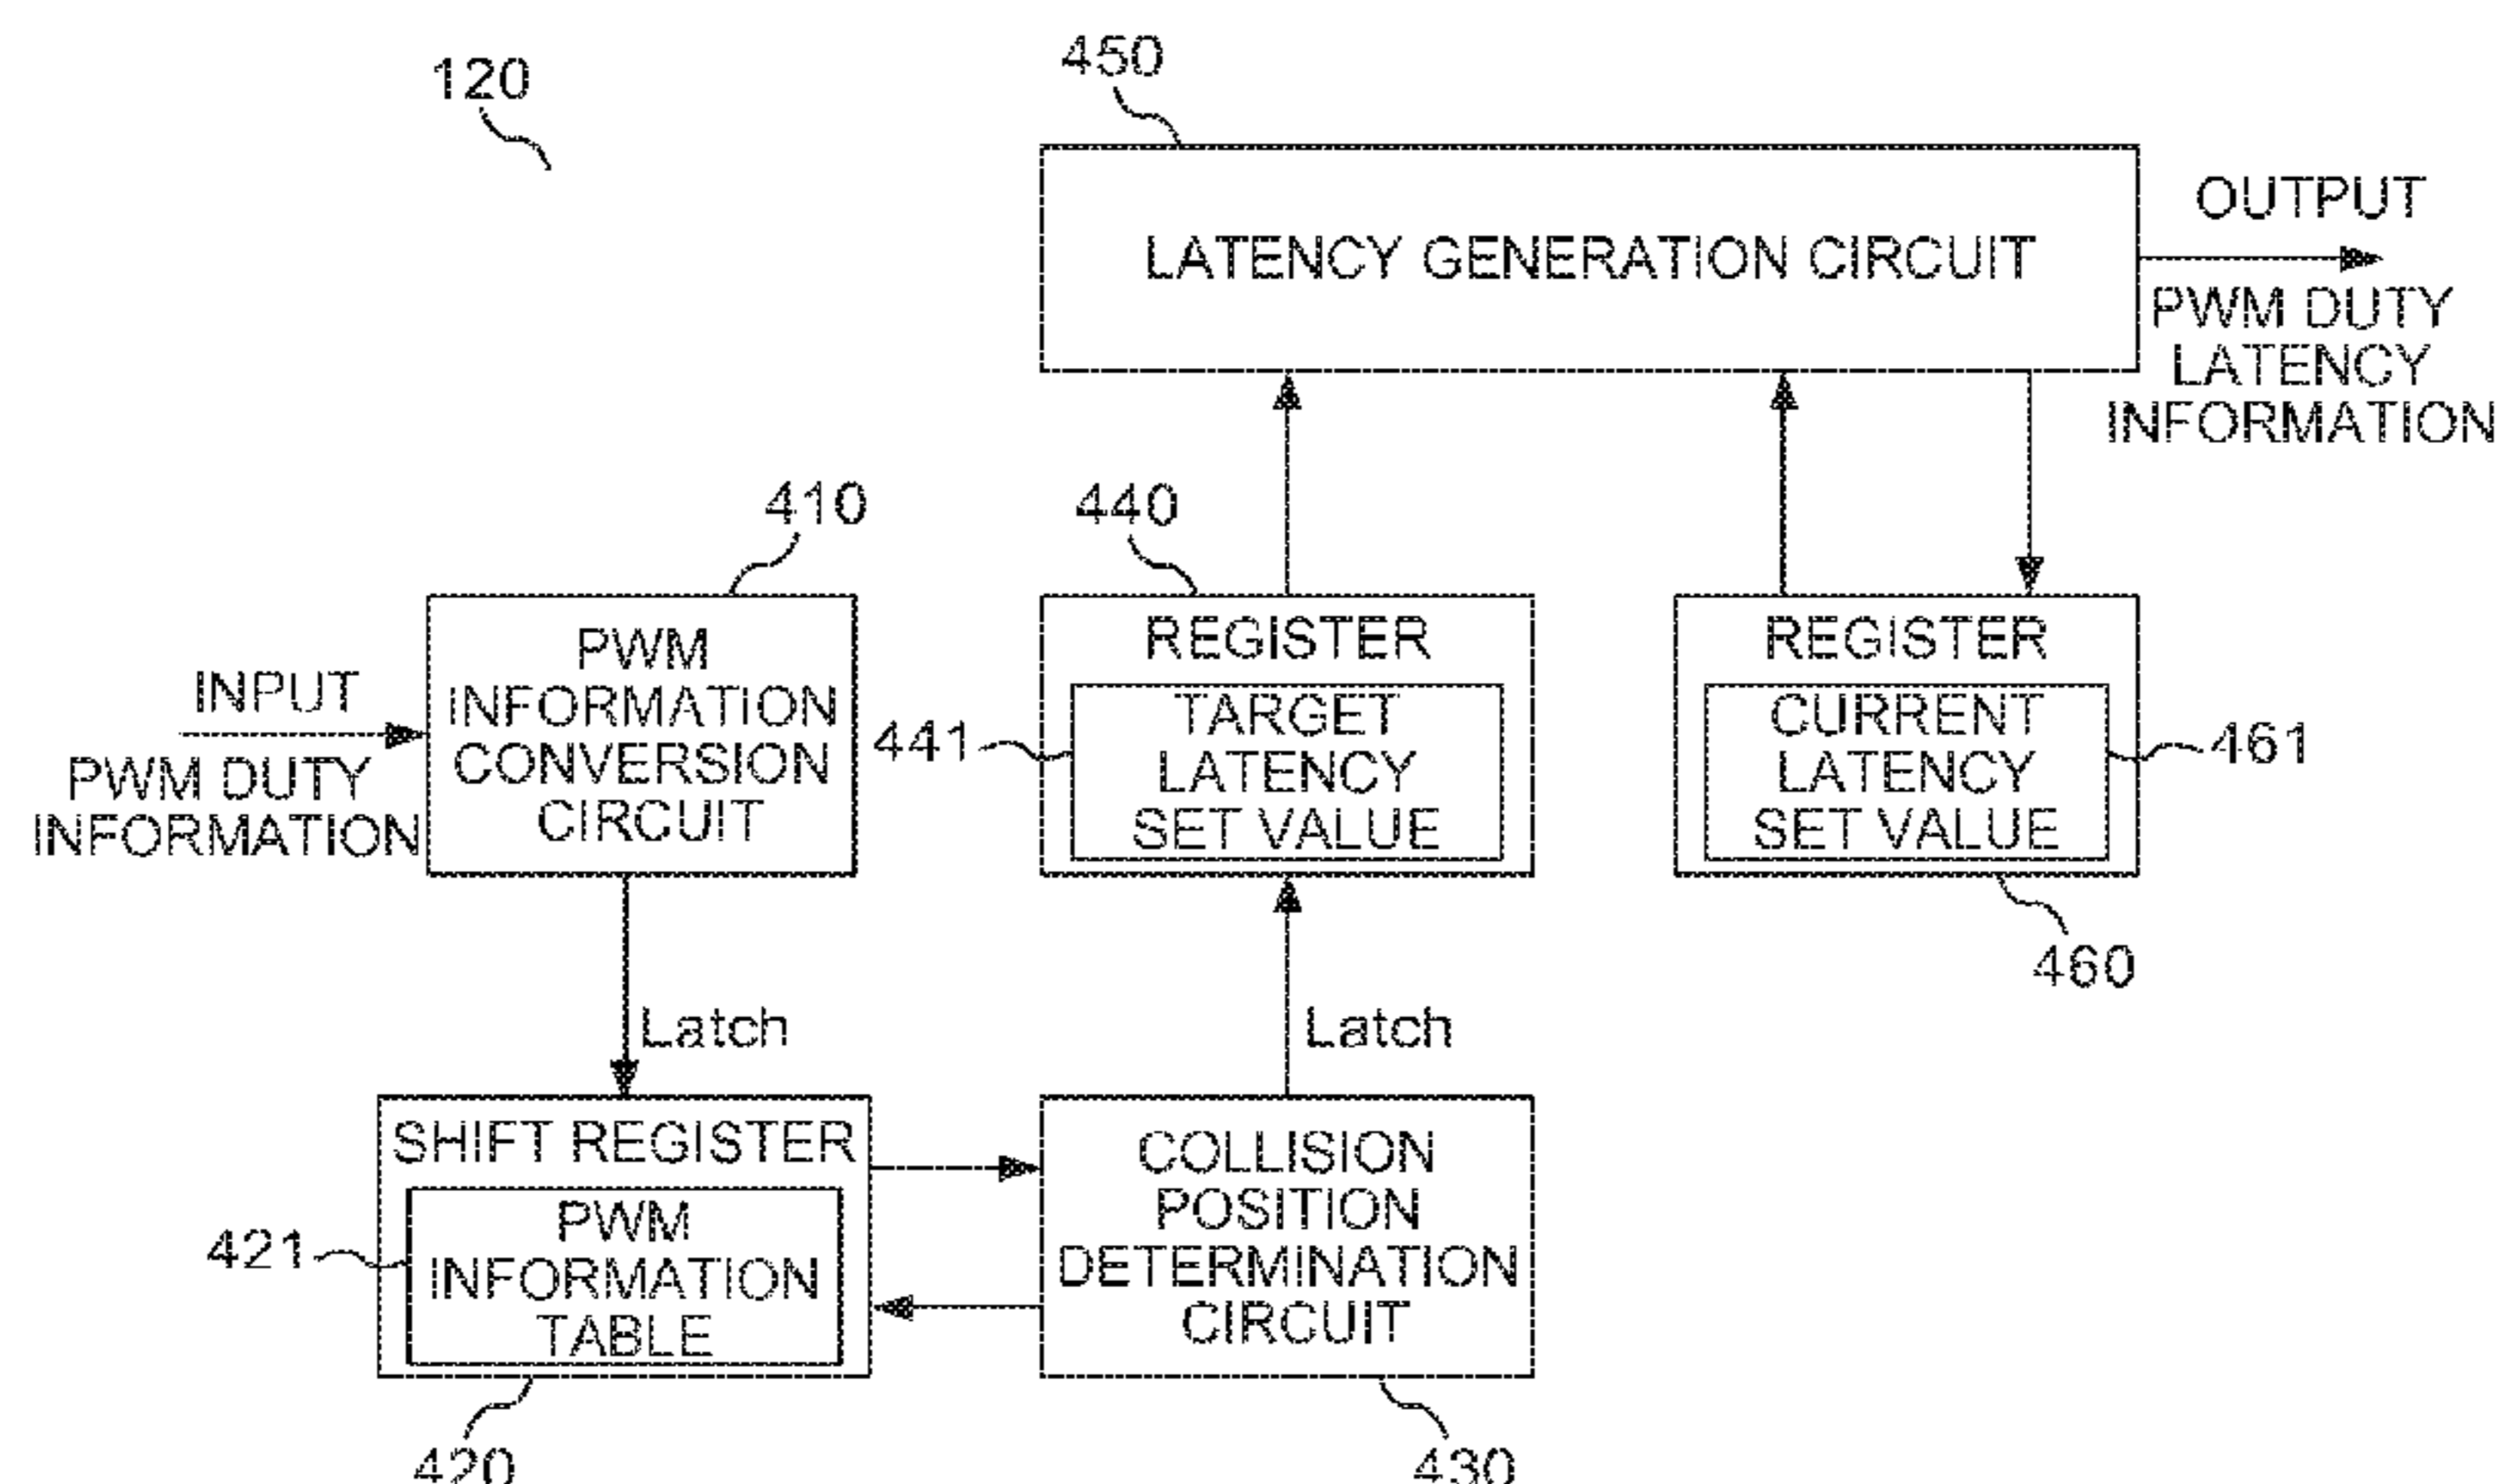 120
450
LATENCY GENERATION CIRCUIT
OUTPUT
PWM DUTY
LATENCY
INFORMATION
410
440
INPUT
PWM DUTY
INFORMATION
PWM
INFORMATION
CONVERSION
CIRCUIT
441
REGISTER
TARGET
LATENCY
SET VALUE
REGISTER
CURRENT
LATENCY
SET VALUE
461
460
Latch
Latch
SHIFT REGISTER
421
PWM
INFORMATION
TABLE
420
COLLISION
POSITION
DETERMINATION
CIRCUIT
430